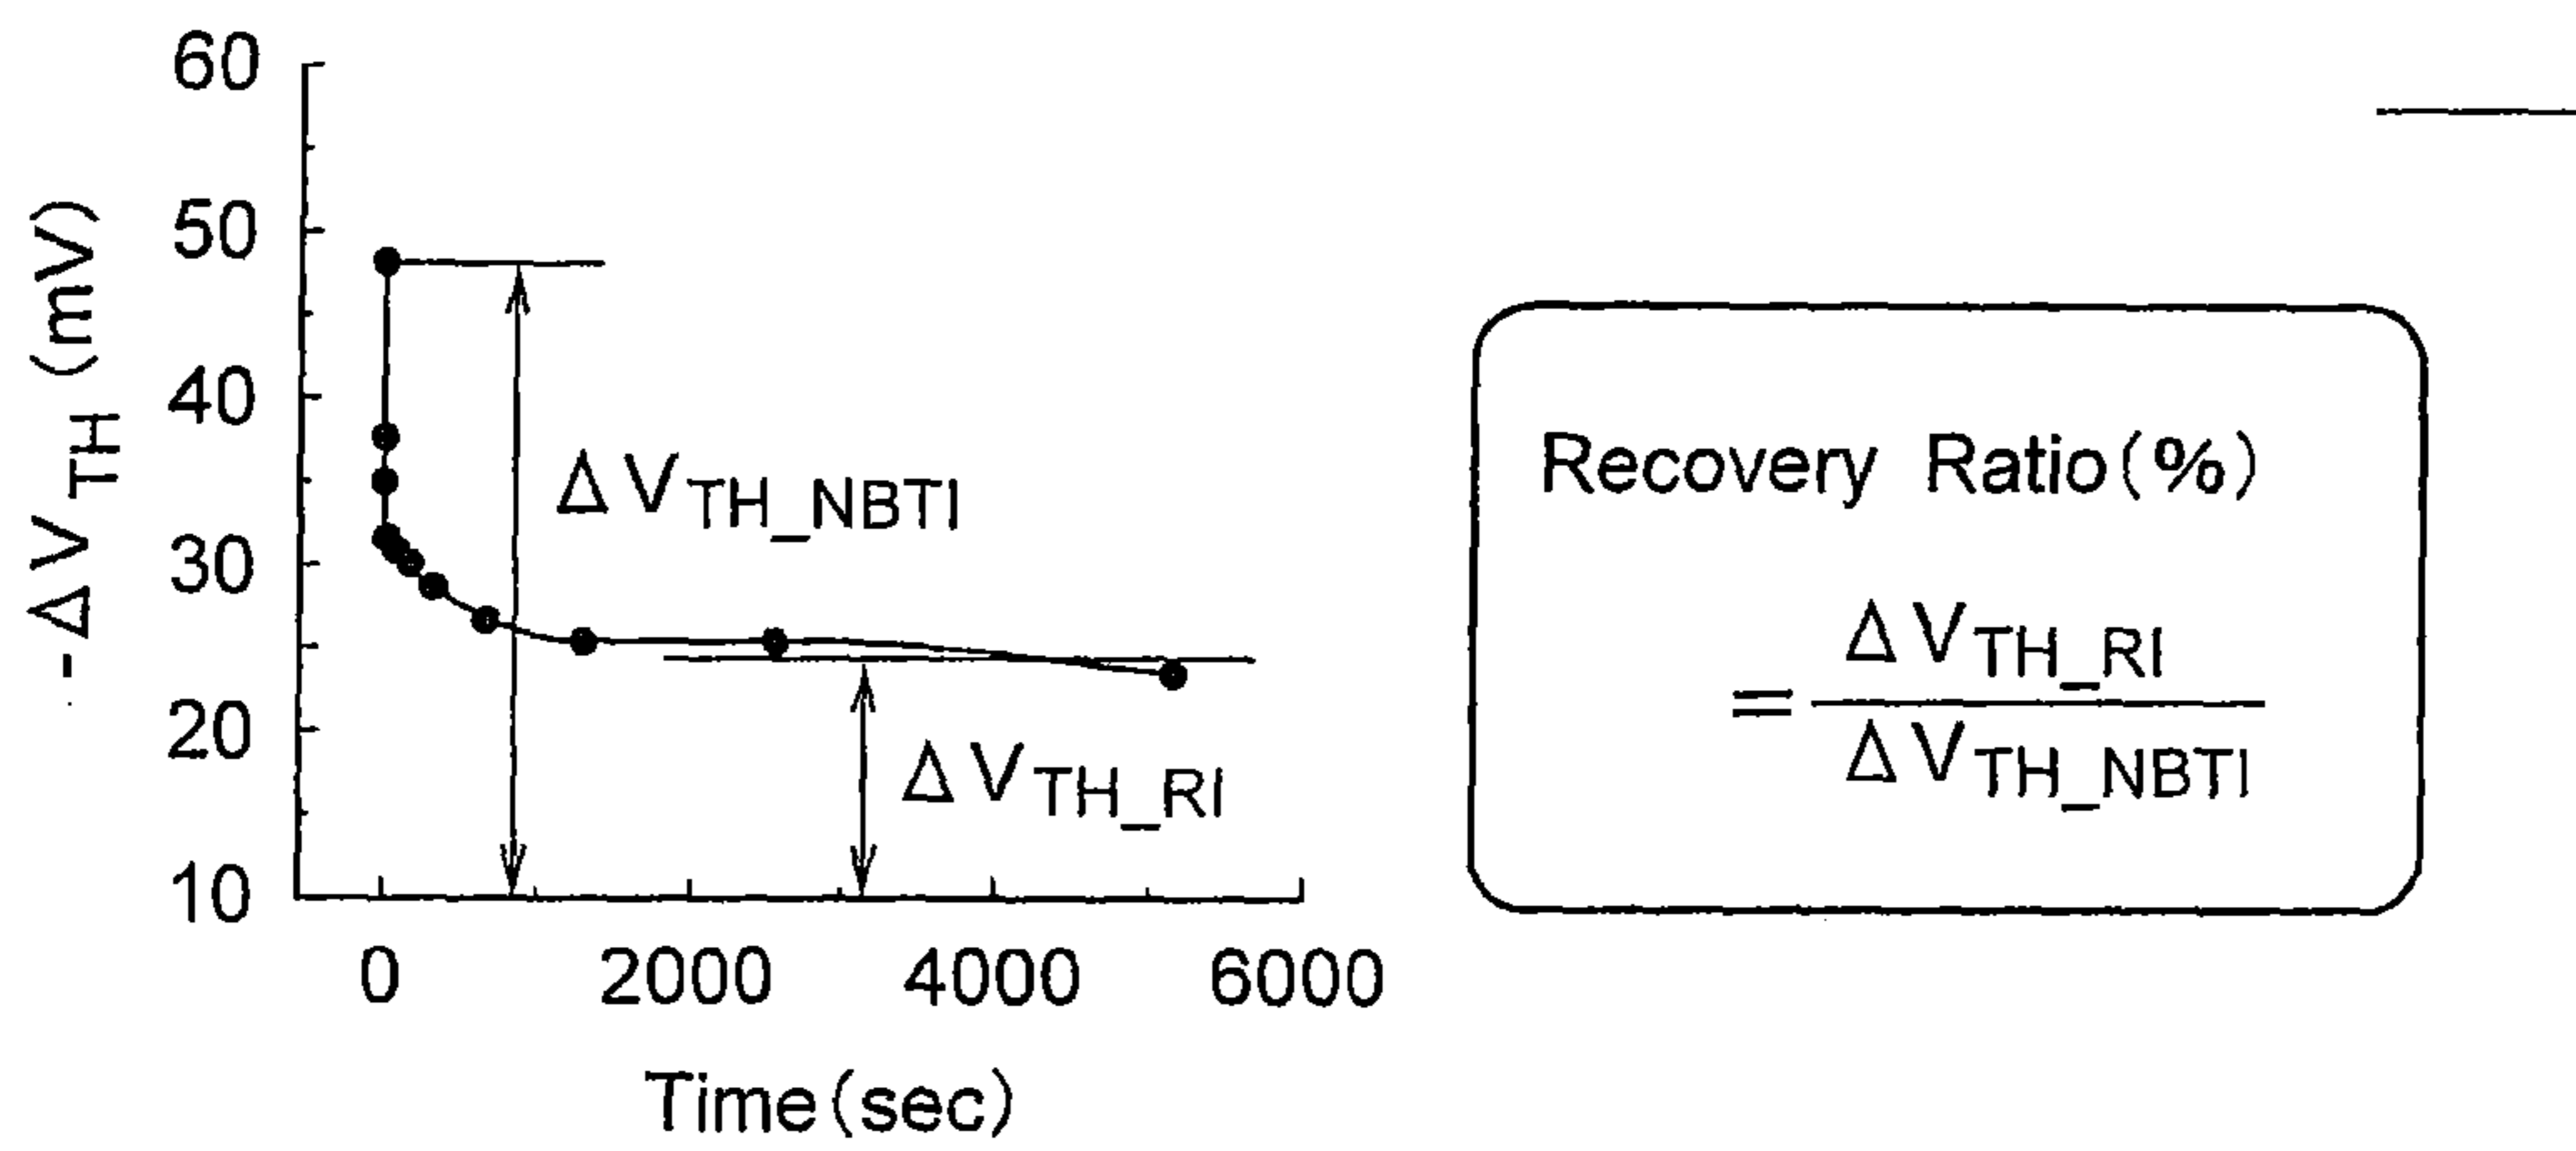 60
50
40
30
20
10
-ΔV_TH (mV)
ΔV_TH_NBTI
ΔV_TH_RI
0 2000 4000 6000
Time(sec)
Recovery Ratio(%)
= ΔV_TH_RI
ΔV_TH_NBTI